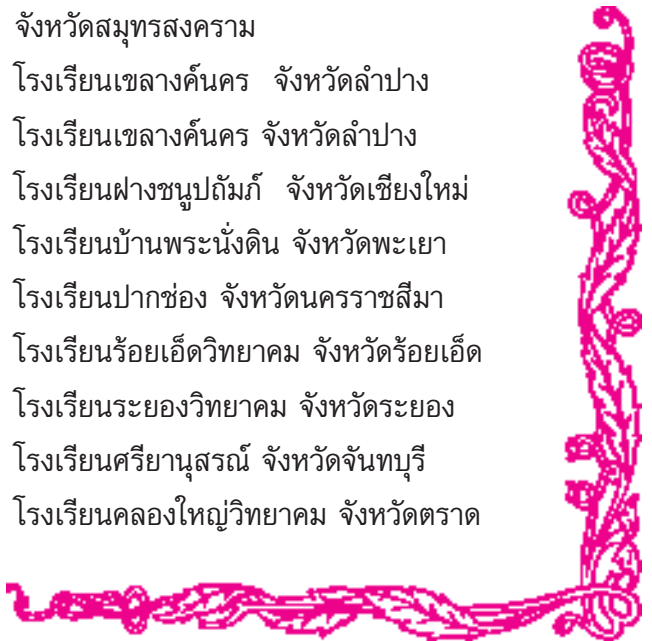 จังหวัดสมุทรสงคราม
โรงเรียนเขลางค์นคร จังหวัดลำปาง
โรงเรียนเขลางค์นคร จังหวัดลำปาง
โรงเรียนฝางชนูปถัมภ์ จังหวัดเชียงใหม่
โรงเรียนบ้านพระนั่งดิน จังหวัดพะเยา
โรงเรียนปากช่อง จังหวัดนครราชสีมา
โรงเรียนร้อยเอ็ดวิทยาคม จังหวัดร้อยเอ็ด
โรงเรียนระยองวิทยาคม จังหวัดระยอง
โรงเรียนศรียานุสรณ์ จังหวัดจันทบุรี
โรงเรียนคลองใหญ่วิทยาคม จังหวัดตราด